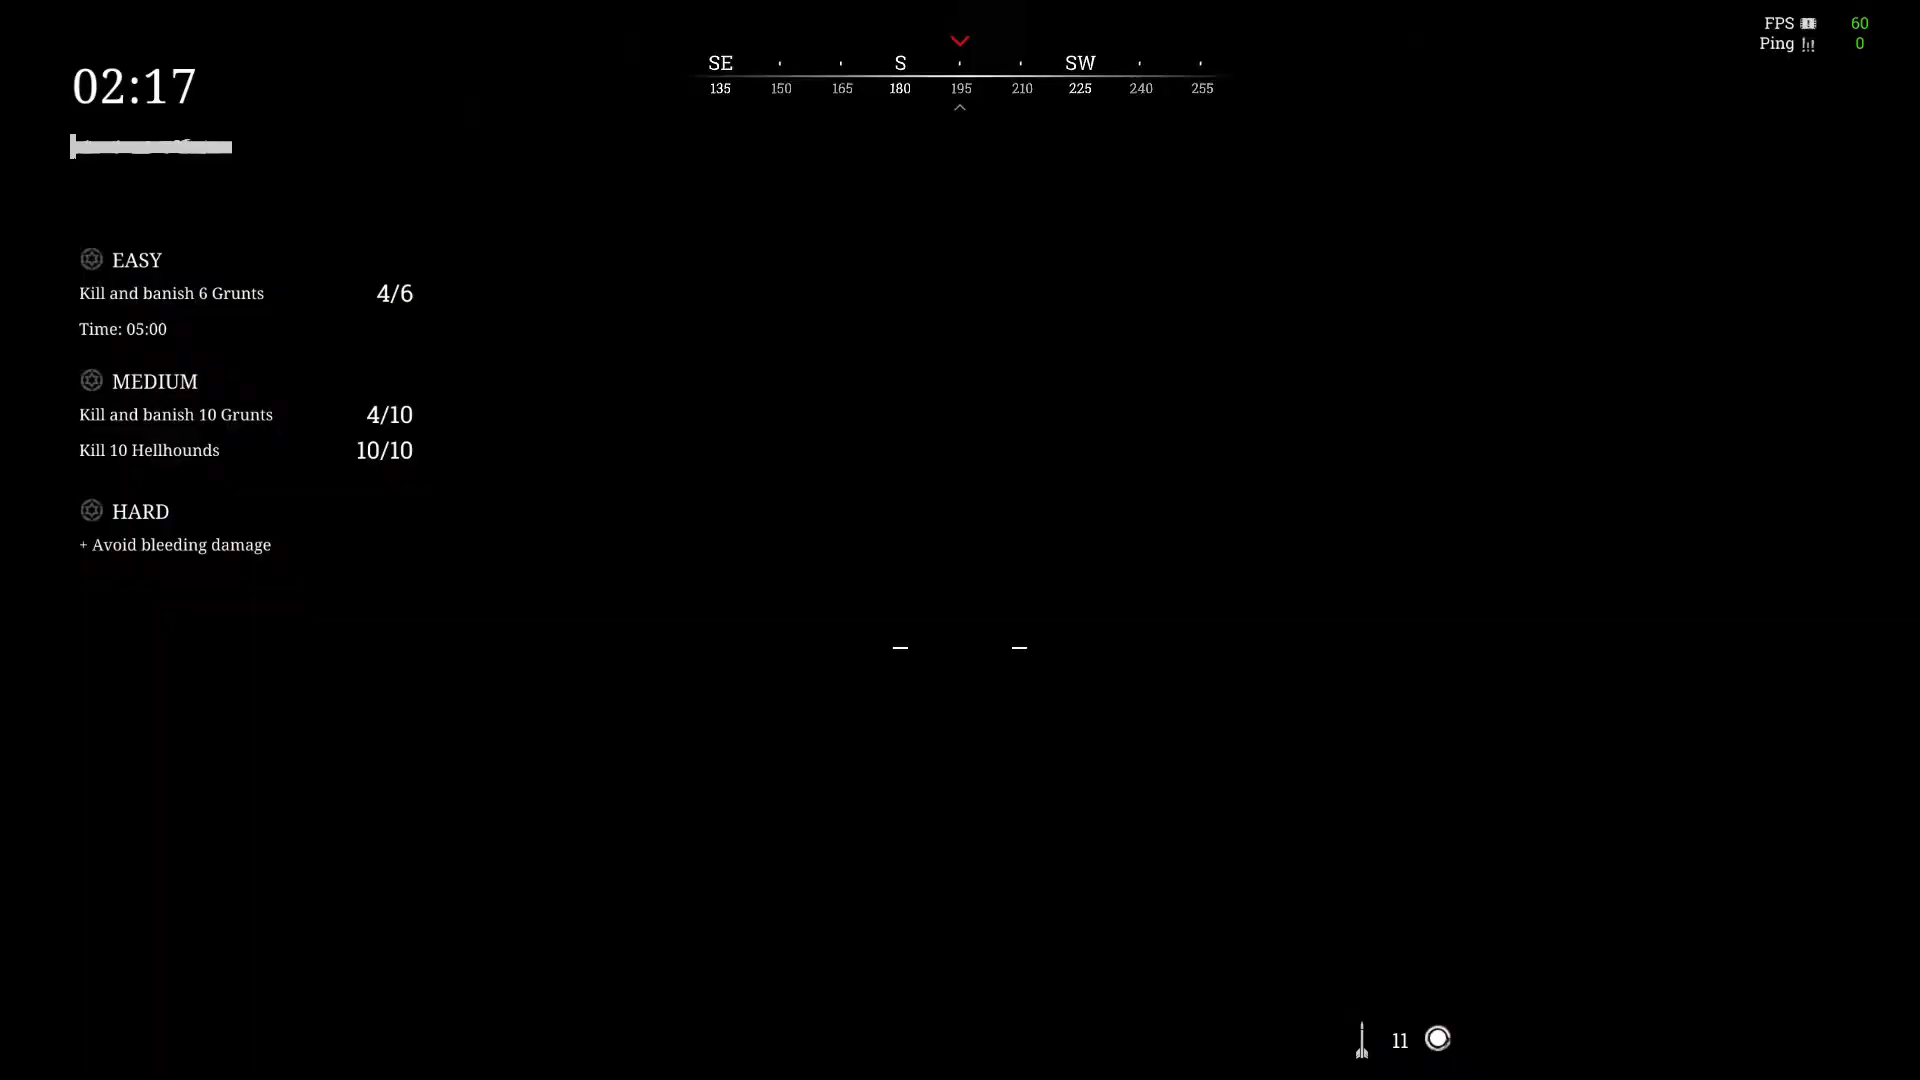 FPS 60
Ping 0
SE S SW
135 150 165 180 195 210 225 240 255
02:17
EASY
Kill and banish 6 Grunts 4/6
Time: 05:00
MEDIUM
Kill and banish 10 Grunts 4/10
Kill 10 Hellhounds 10/10
HARD
+ Avoid bleeding damage
11